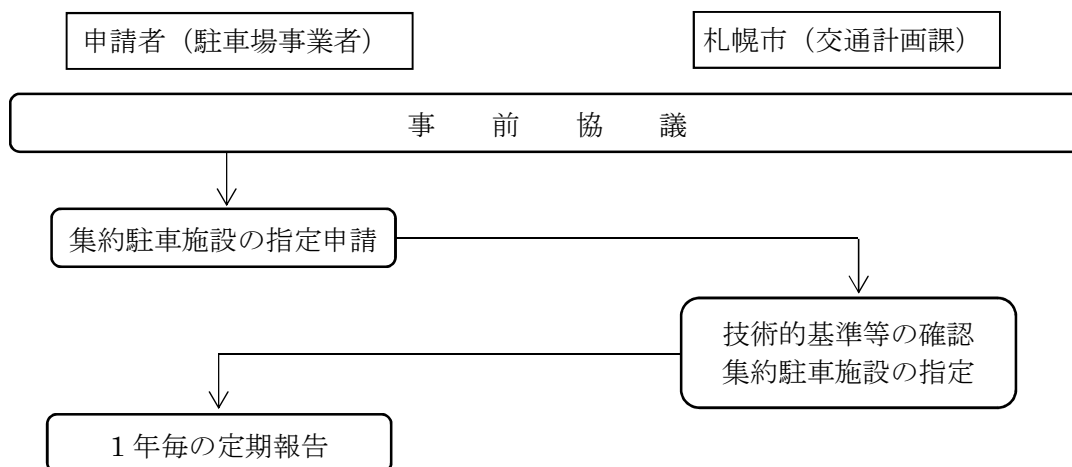 申請者（駐車場事業者）
札幌市（交通計画課）
事　前　協　議
集約駐車施設の指定申請
技術的基準等の確認
集約駐車施設の指定
１年毎の定期報告